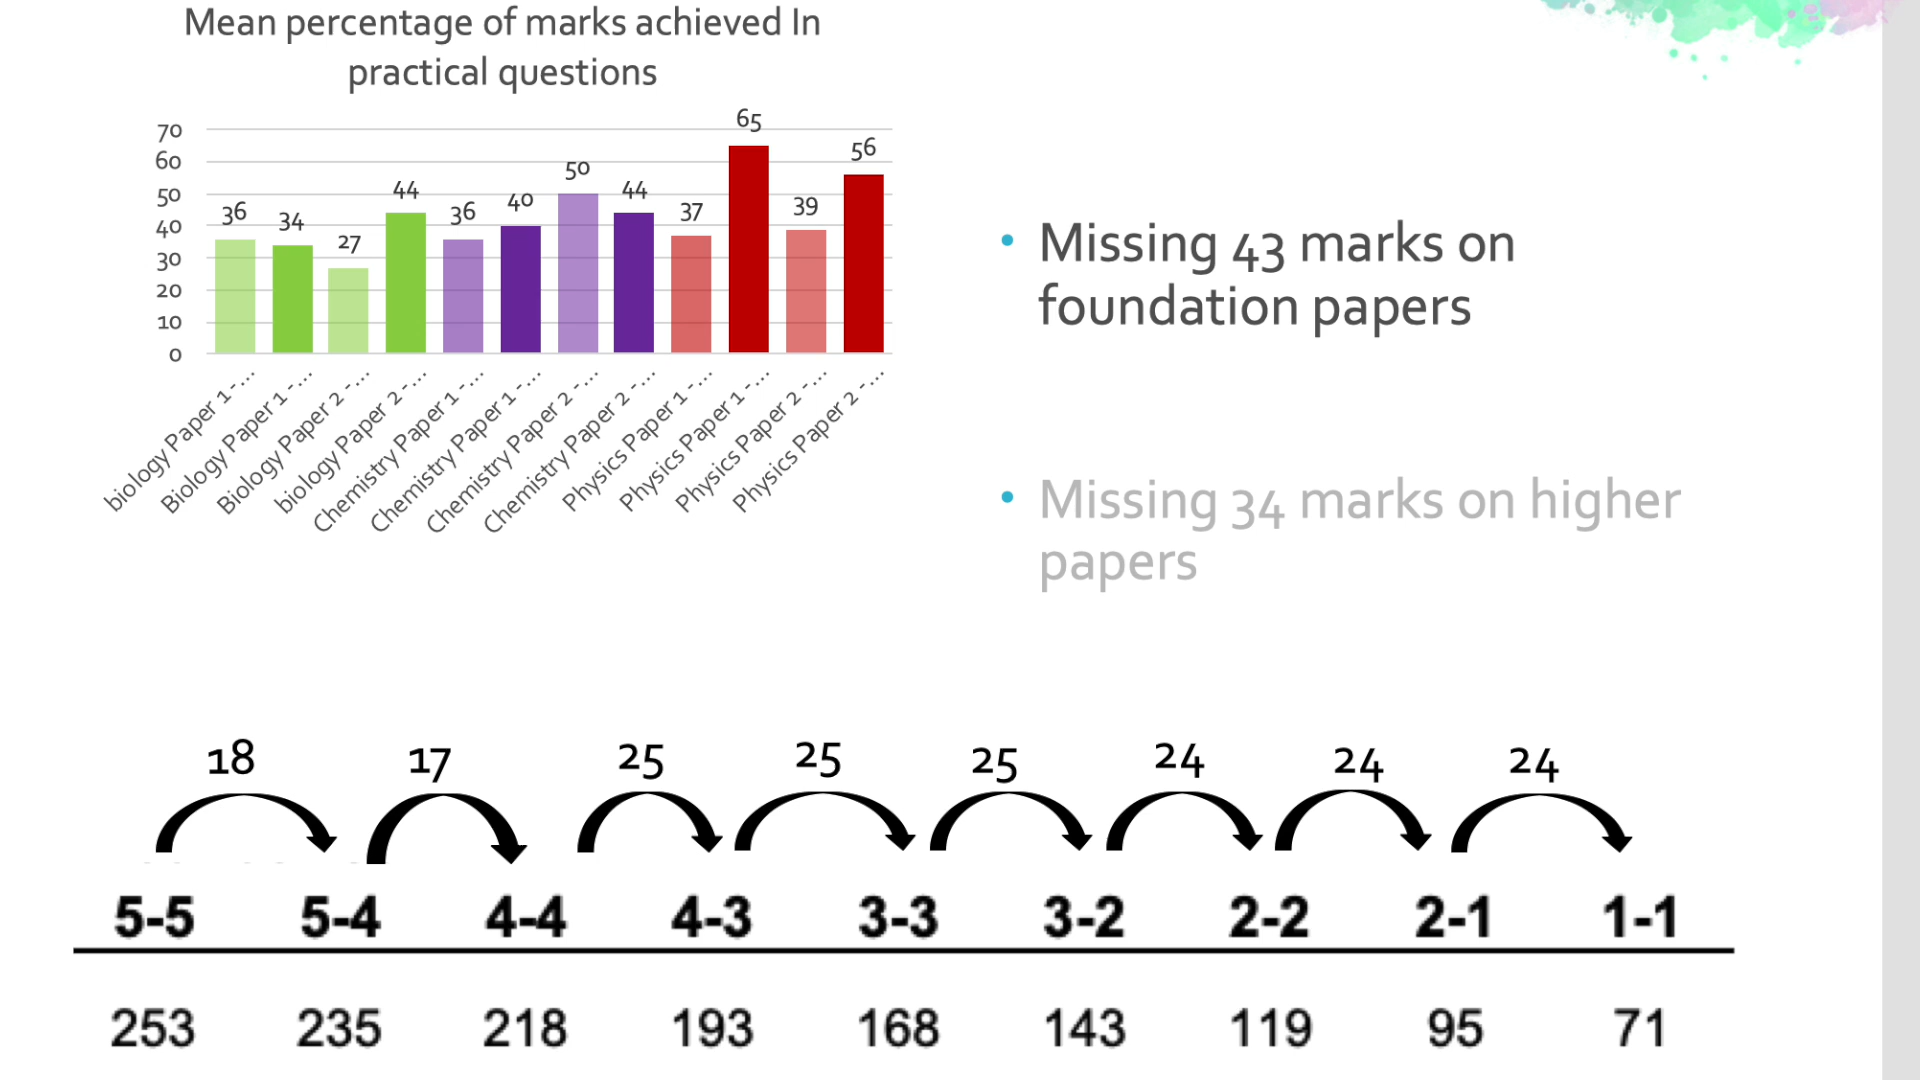 Mean percentage of marks achieved In
practical questions
70
60
50
40
30
20
10
0
36
34
27
44
36
40
50
44
37
65
39
56
biology Paper 1 -...
Biology Paper 1 -...
Biology Paper 2 -...
biology Paper 2 -...
Chemistry Paper 1 -...
Chemistry Paper 1 -...
Chemistry Paper 2 -...
Chemistry Paper 2 -...
Physics Paper 1 -...
Physics Paper 1 -...
Physics Paper 2 -...
Physics Paper 2 -...
• Missing 43 marks on
foundation papers
• Missing 34 marks on higher
papers
18 17 25 25 25 24 24 24
5-5 5-4 4-4 4-3 3-3 3-2 2-2 2-1 1-1
253 235 218 193 168 143 119 95 71